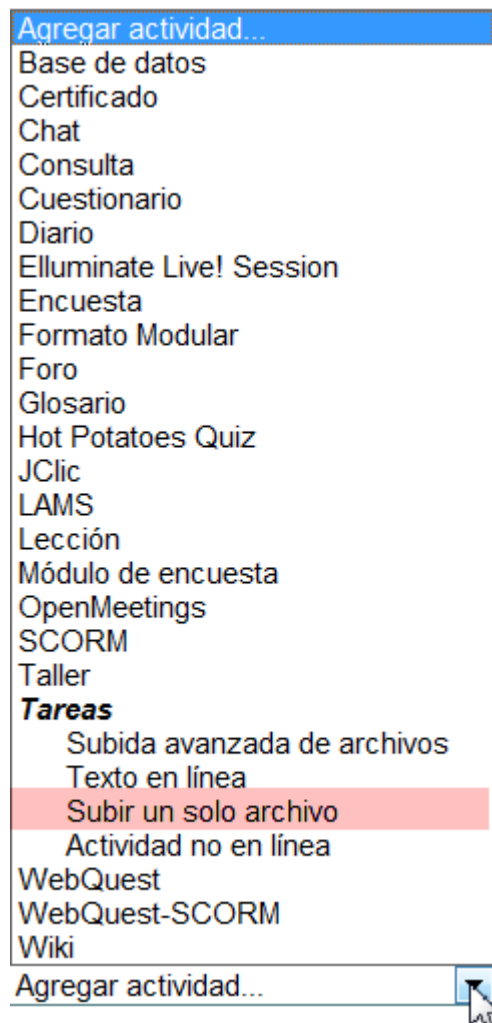 Agregar actividad...
Base de datos
Certificado
Chat
Consulta
Cuestionario
Diario
Elluminate Live! Session
Encuesta
Formato Modular
Foro
Glosario
Hot Potatoes Quiz
JClic
LAMS
Lección
Módulo de encuesta
OpenMeetings
SCORM
Taller
Tareas
Subida avanzada de archivos
Texto en línea
Subir un solo archivo
Actividad no en línea
WebQuest
WebQuest-SCORM
Wiki
Agregar actividad...